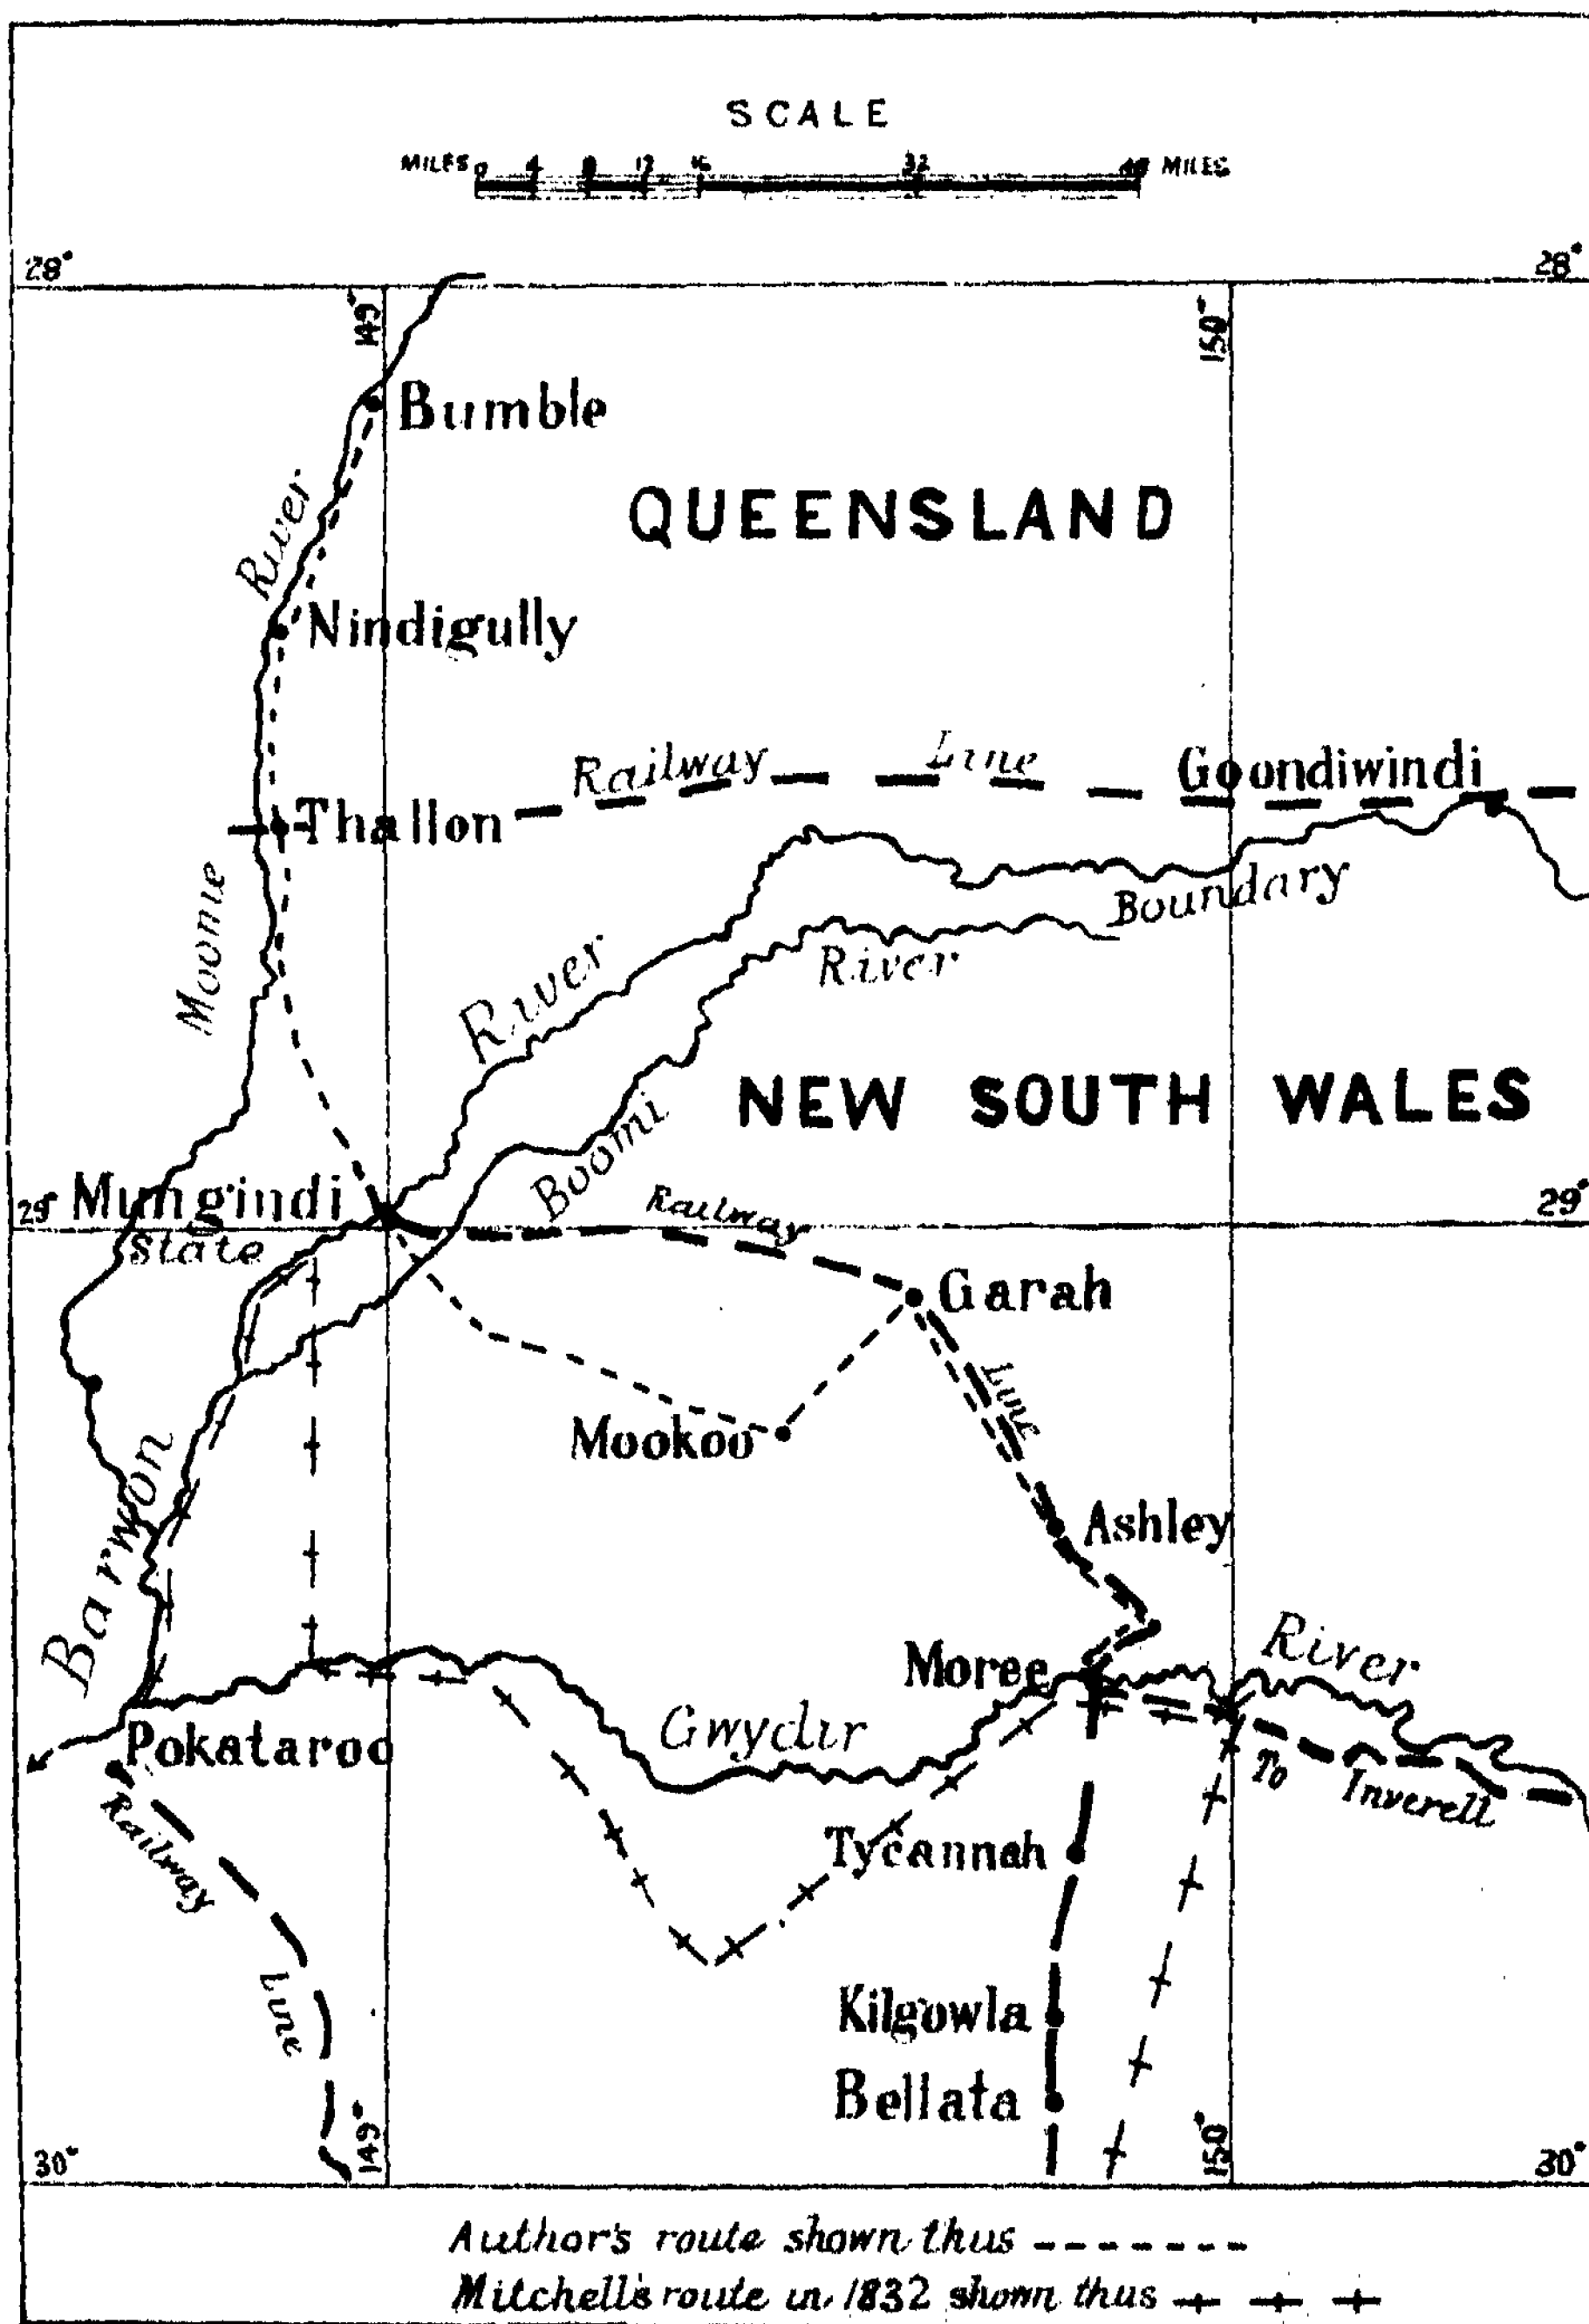 SCALE
MILES 0 4 8 12 16 32 48 MILES
28° 28°
149° 150°
Bumble
QUEENSLAND
River
Nindigully
Railway Line Goondiwindi
Thallon
Moonie
Boundary
River
River
NEW SOUTH WALES
Boomi
29° Mungindi 29°
State
Railway
Garah
Line
Mookoo
Barwon
Ashley
River
Moree
Gwydir
Pokataroo
To Inverell
Railway
Tycannah
Line
Kilgowla
Bellata
149° 150°
30° 30°
Author's route shown thus
Mitchell's route in 1832 shown thus